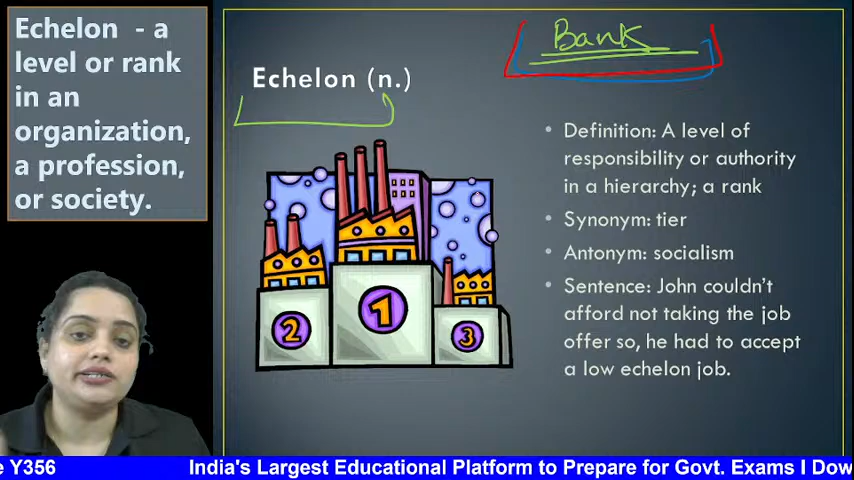 Echelon - a
level or rank
in an
organization,
a profession,
or society.
Bank
Echelon (n.)
• Definition: A level of
responsibility or authority
in a hierarchy; a rank
• Synonym: tier
• Antonym: socialism
• Sentence: John couldn't
afford not taking the job
offer so, he had to accept
a low echelon job.
2
1
3
e Y356
India's Largest Educational Platform to Prepare for Govt. Exams I Dow